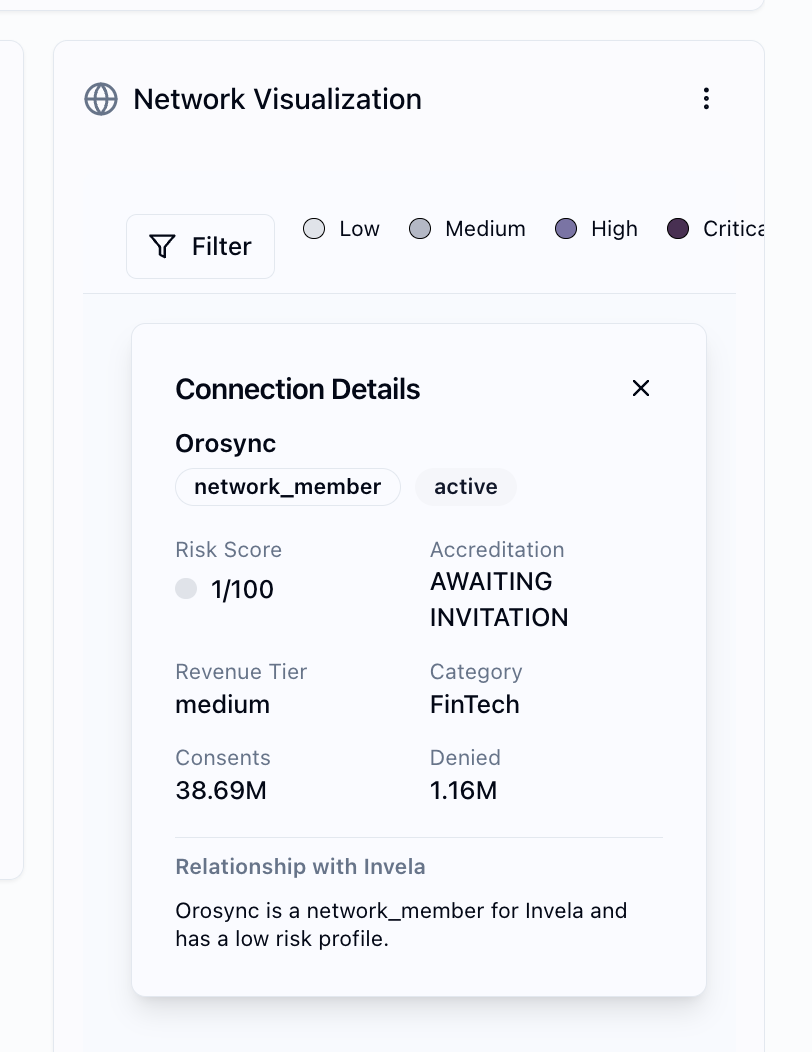 Network Visualization
Filter
Low
Medium
High
Critica
Connection Details
Orosync
network_member
active
Risk Score
1/100
Accreditation
AWAITING
INVITATION
Revenue Tier
medium
Category
FinTech
Consents
38.69M
Denied
1.16M
Relationship with Invela
Orosync is a network_member for Invela and
has a low risk profile.